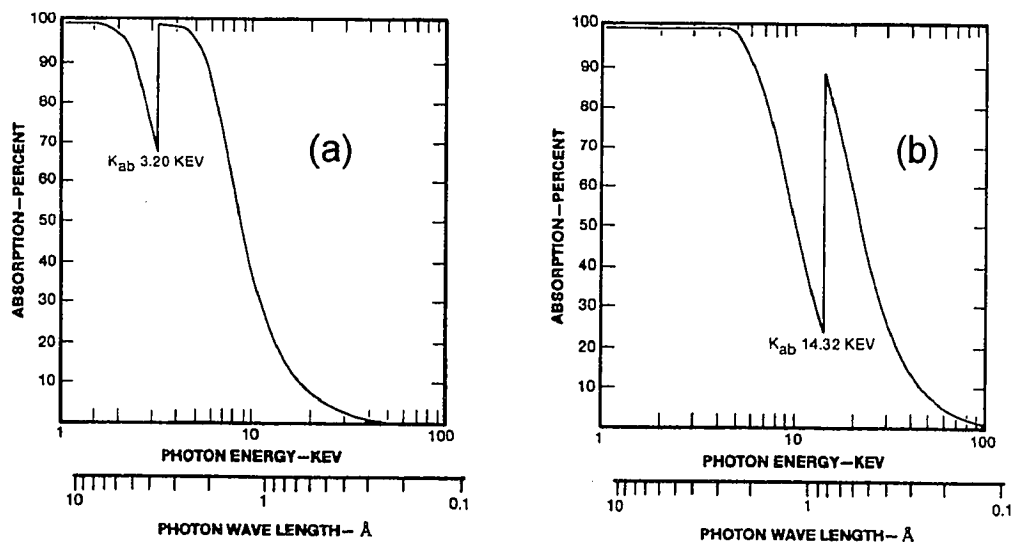 100
90
80
70
60
50
40
30
20
10
ABSORPTION–PERCENT
K_ab 3.20 KEV
(a)
1 10 100
PHOTON ENERGY–KEV
10 1 0.1
PHOTON WAVE LENGTH– Å
100
90
80
70
60
50
40
30
20
10
ABSORPTION–PERCENT
(b)
K_ab 14.32 KEV
1 10 100
PHOTON ENERGY–KEV
10 1 0.1
PHOTON WAVE LENGTH– Å